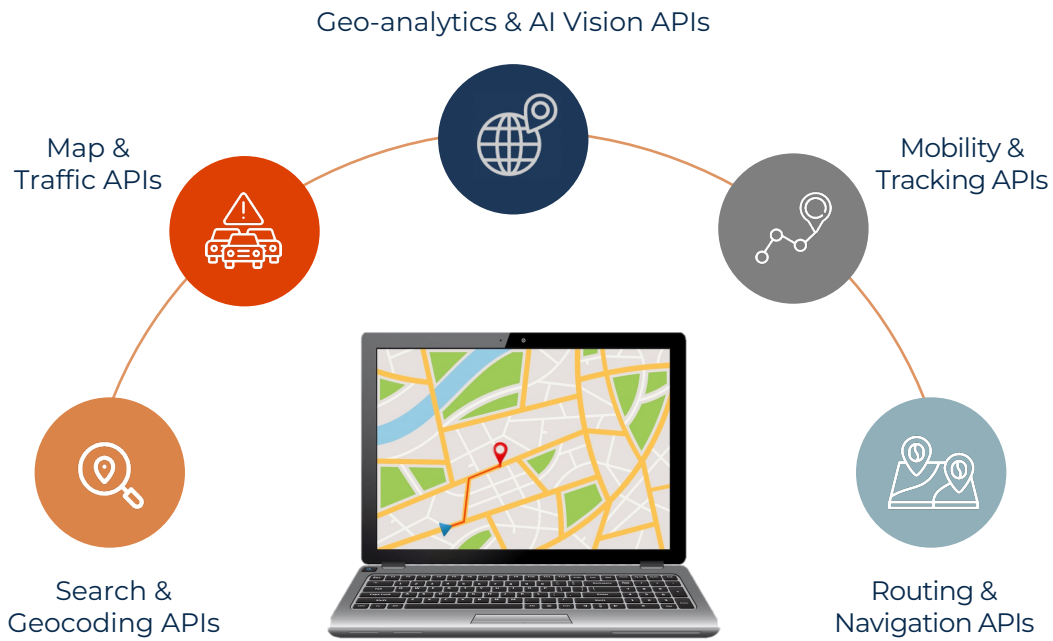 Geo-analytics & AI Vision APIs
Map &
Traffic APIs
Mobility &
Tracking APIs
Search &
Geocoding APIs
Routing &
Navigation APIs